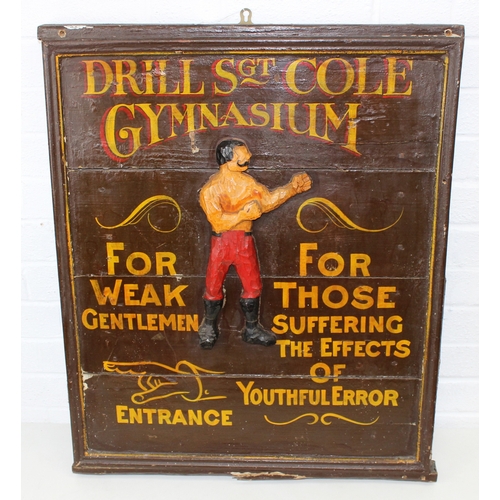 DRILL SGT COLE
GYMNASIUM
FOR
WEAK
GENTLEMEN
FOR
THOSE
SUFFERING
THE EFFECTS
OF
YOUTHFUL ERROR
ENTRANCE